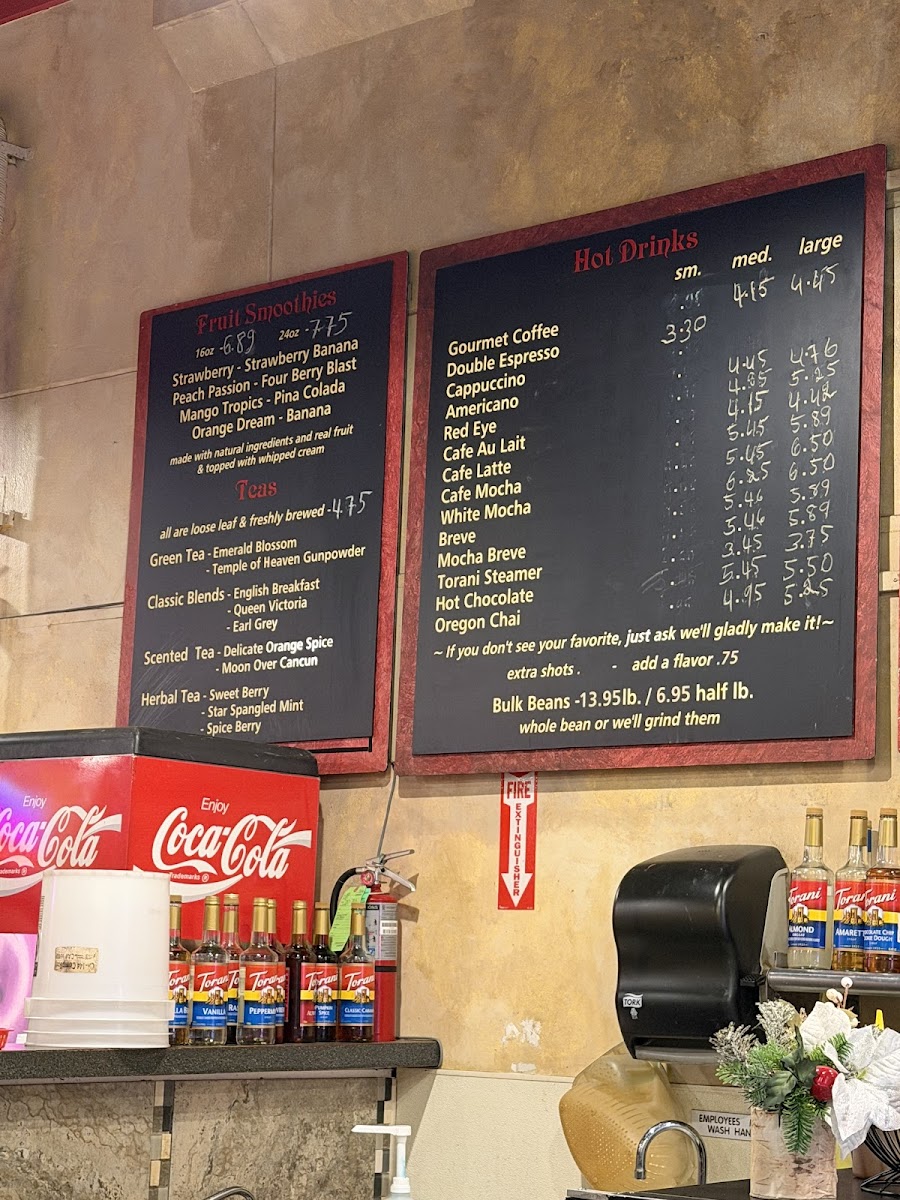 Fruit Smoothies
16oz - 6.89 24oz - 7.75
Strawberry - Strawberry Banana
Peach Passion - Four Berry Blast
Mango Tropics - Pina Colada
Orange Dream - Banana
made with natural ingredients and real fruit
& topped with whipped cream
Teas
all are loose leaf & freshly brewed - 4.75
Green Tea - Emerald Blossom
- Temple of Heaven Gunpowder
Classic Blends - English Breakfast
- Queen Victoria
- Earl Grey
Scented Tea - Delicate Orange Spice
- Moon Over Cancun
Herbal Tea - Sweet Berry
- Star Spangled Mint
- Spice Berry
Hot Drinks
sm. med. large
4.15 4.45
Gourmet Coffee
3.30
Double Espresso
Cappuccino 4.45 4.76
Americano 5.25
Red Eye 4.15 4.42
Cafe Au Lait 5.45 5.89
Cafe Latte 5.45 6.50
Cafe Mocha 6.25 6.50
White Mocha 5.46 5.89
Breve 5.46 5.89
Mocha Breve 3.45 3.75
Torani Steamer 5.45 5.50
Hot Chocolate 4.95 5.25
Oregon Chai
~ If you don't see your favorite, just ask we'll gladly make it!~
extra shots . - add a flavor .75
Bulk Beans -13.95lb. / 6.95 half lb.
whole bean or we'll grind them
Enjoy
Coca-Cola
Enjoy
Coca-Cola
FIRE
EXTINGUISHER
Torani
VANILLA
Torani
PEPPERMINT
Torani
PUMPKIN
SPICE
Torani
CLASSIC CARAMEL
TORK
Torani
ALMOND
Torani
AMARETTO
Torani
CHOCOLATE CHIP
COOKIE DOUGH
EMPLOYEES
WASH HAN